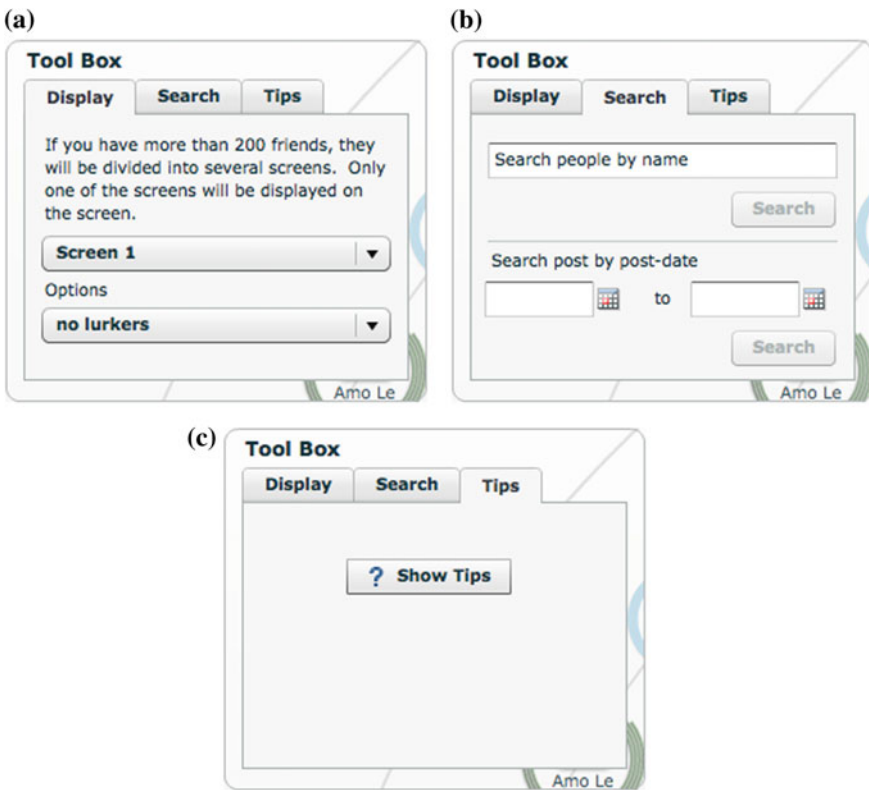 (a)
Tool Box
Display Search Tips
If you have more than 200 friends, they
will be divided into several screens. Only
one of the screens will be displayed on
the screen.
Screen 1
Options
no lurkers
Amo Le
(b)
Tool Box
Display Search Tips
Search people by name
Search
Search post by post-date
to
Search
Amo Le
(c)
Tool Box
Display Search Tips
? Show Tips
Amo Le